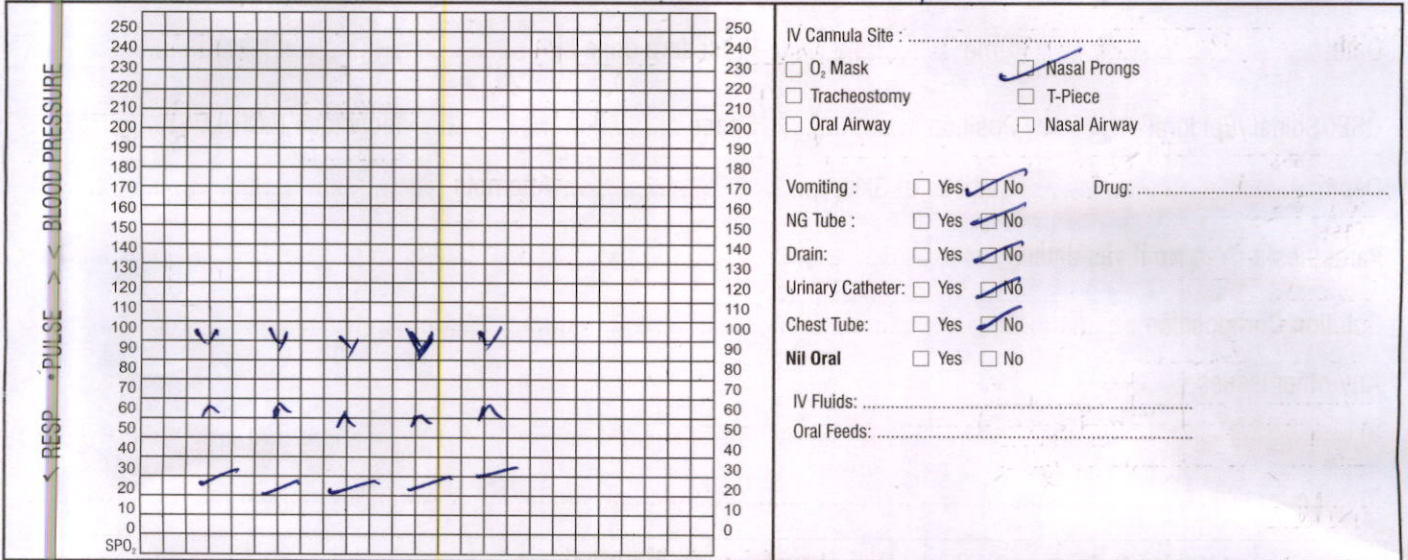 < RESP • PULSE > < BLOOD PRESSURE
250 250
240 240
230 230
220 220
210 210
200 200
190 190
180 180
170 170
160 160
150 150
140 140
130 130
120 120
110 110
100 100
90 90
80 80
70 70
60 60
50 50
40 40
30 30
20 20
10 10
0 0
SPO₂
IV Cannula Site :
O₂ Mask Nasal Prongs
Tracheostomy T-Piece
Oral Airway Nasal Airway
Vomiting : Yes No Drug:
NG Tube : Yes No
Drain: Yes No
Urinary Catheter: Yes No
Chest Tube: Yes No
Nil Oral Yes No
IV Fluids:
Oral Feeds: